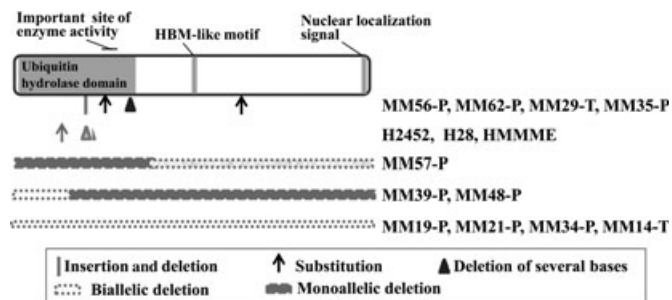 Important site of
enzyme activity
HBM-like motif
Nuclear localization
signal
Ubiquitin
hydrolase domain
MM56-P, MM62-P, MM29-T, MM35-P
H2452, H28, HMMME
MM57-P
MM39-P, MM48-P
MM19-P, MM21-P, MM34-P, MM14-T
Insertion and deletion
Substitution
Deletion of several bases
Biallelic deletion
Monoallelic deletion